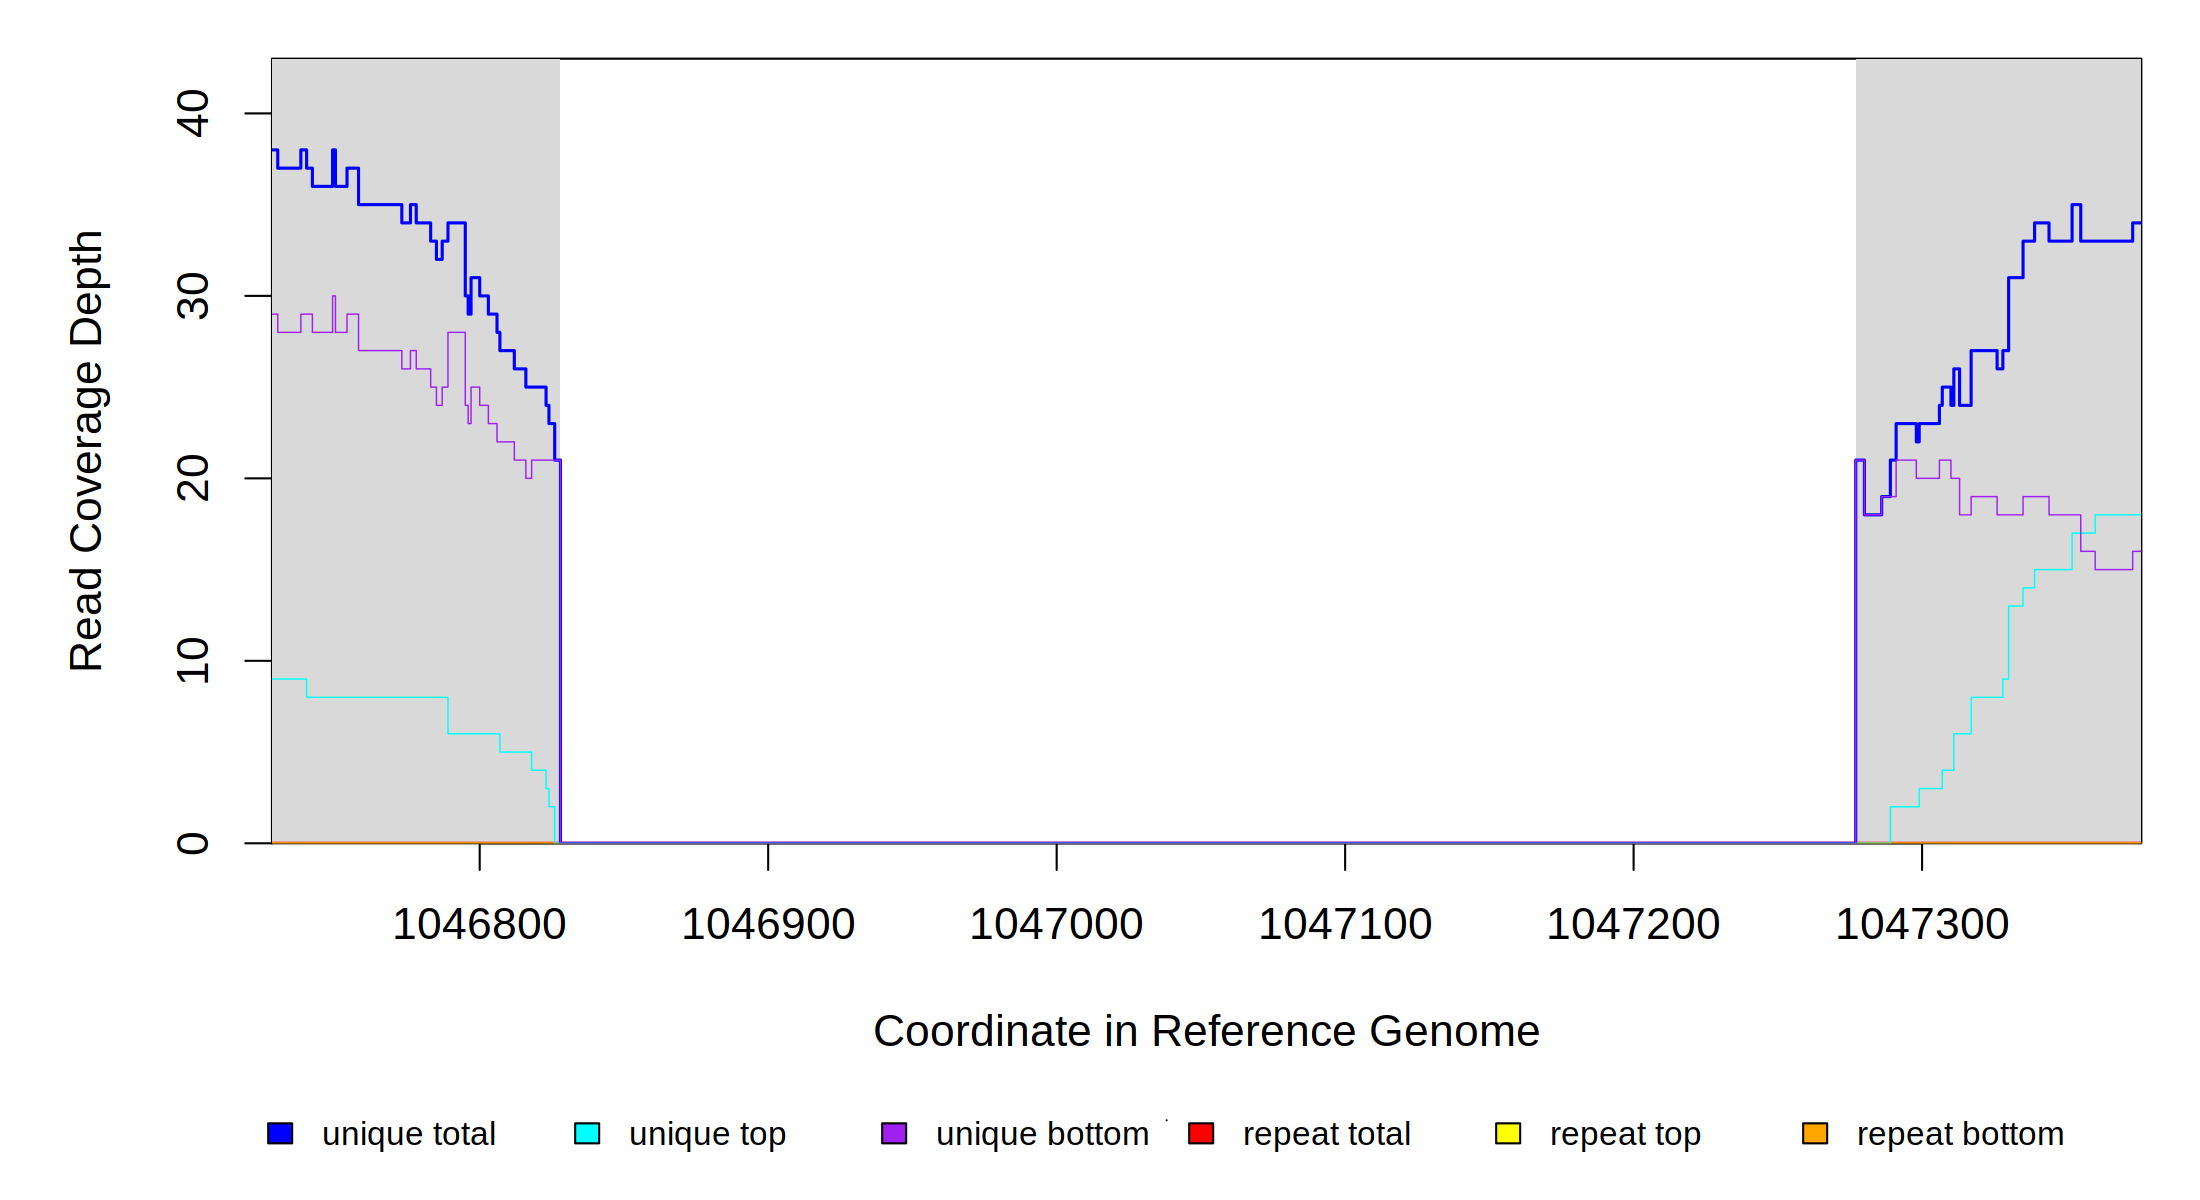 Read Coverage Depth
40
30
20
10
0
1046800 1046900 1047000 1047100 1047200 1047300
Coordinate in Reference Genome
unique total unique top unique bottom repeat total repeat top repeat bottom